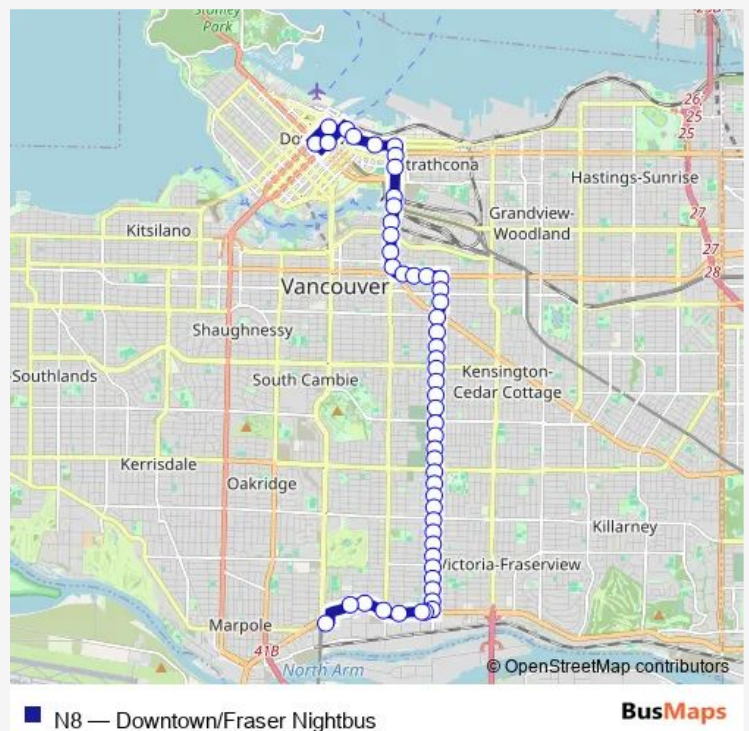 Stanley
Park
Do
trathcona
26
25
25
Hastings-Sunrise
Grandview-
Woodland
27
Kitsilano
27
28
Vancouver
Shaughnessy
Southlands
South Cambie
Kensington-
Cedar Cottage
Kerrisdale
Oakridge
Killarney
Victoria-Fraserview
Marpole
41B
North Arm
© OpenStreetMap contributors
N8 — Downtown/Fraser Nightbus
BusMaps